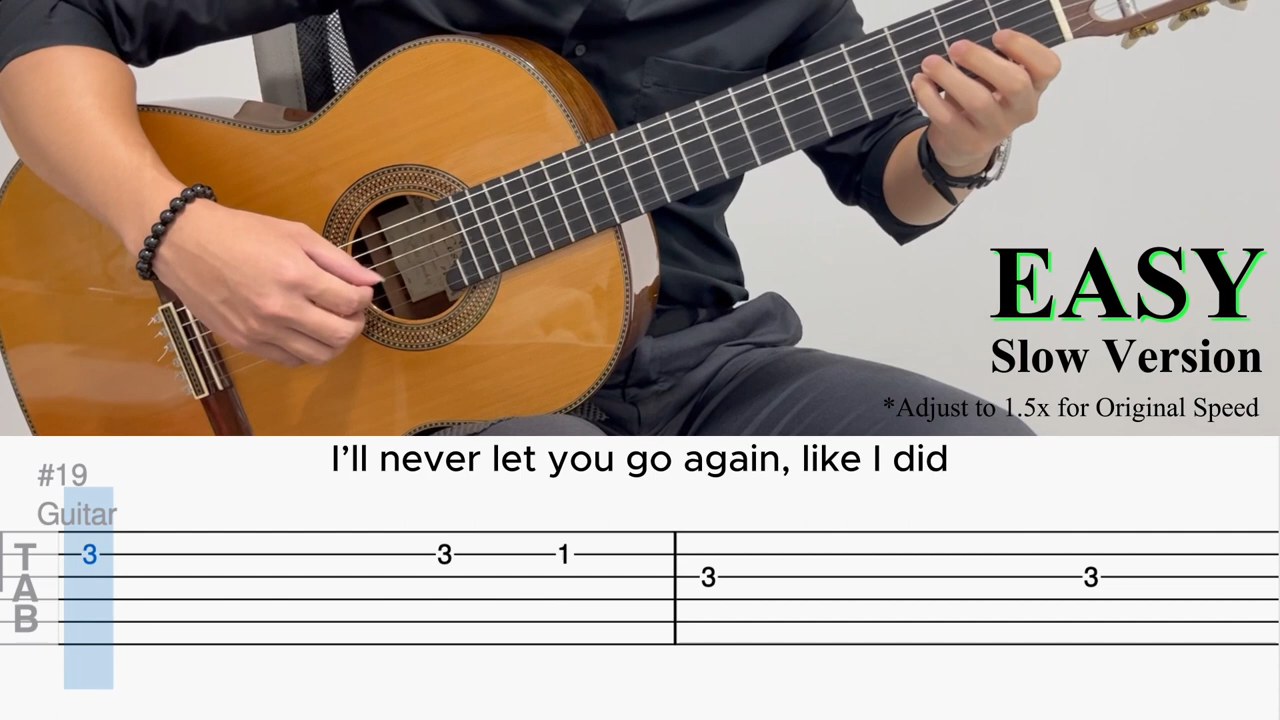 EASY
Slow Version
*Adjust to 1.5x for Original Speed
I'll never let you go again, like I did
#19
Guitar
T
A
B
3 3 1
3 3